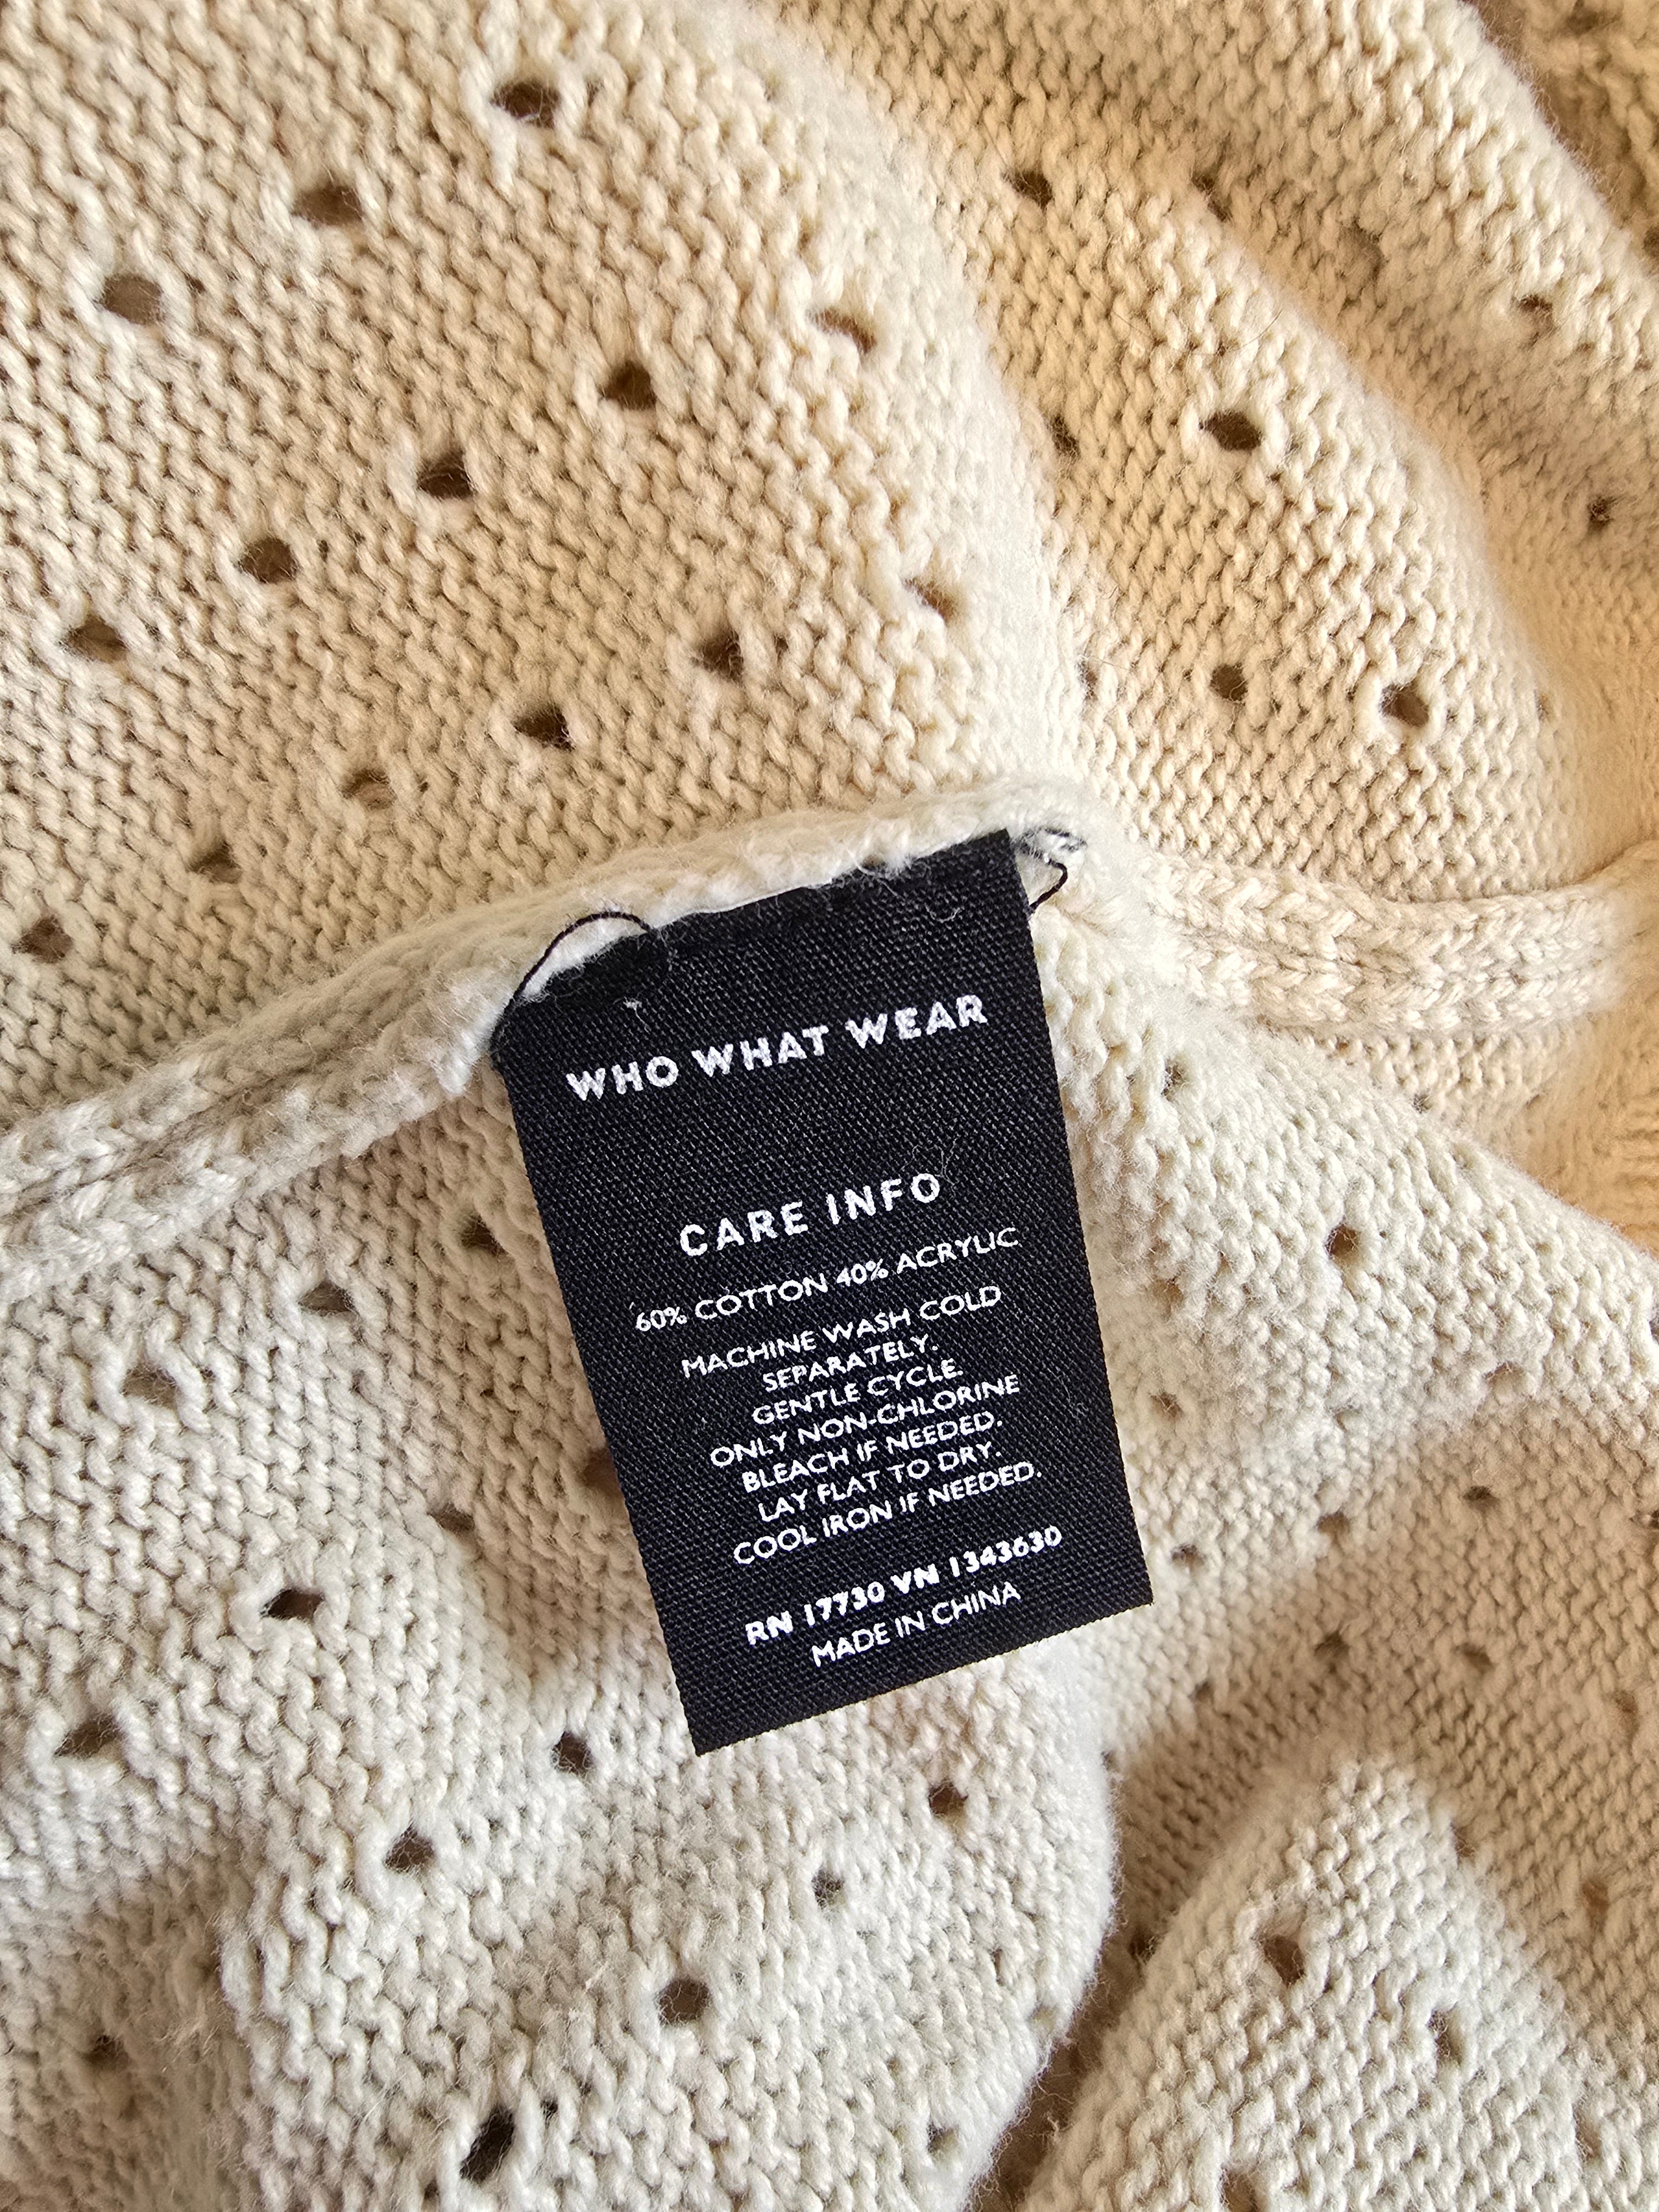 WHO WHAT WEAR
CARE INFO
60% COTTON 40% ACRYLIC
MACHINE WASH COLD
SEPARATELY.
GENTLE CYCLE.
ONLY NON-CHLORINE
BLEACH IF NEEDED.
LAY FLAT TO DRY.
COOL IRON IF NEEDED.
RN 17730 VN 1343630
MADE IN CHINA